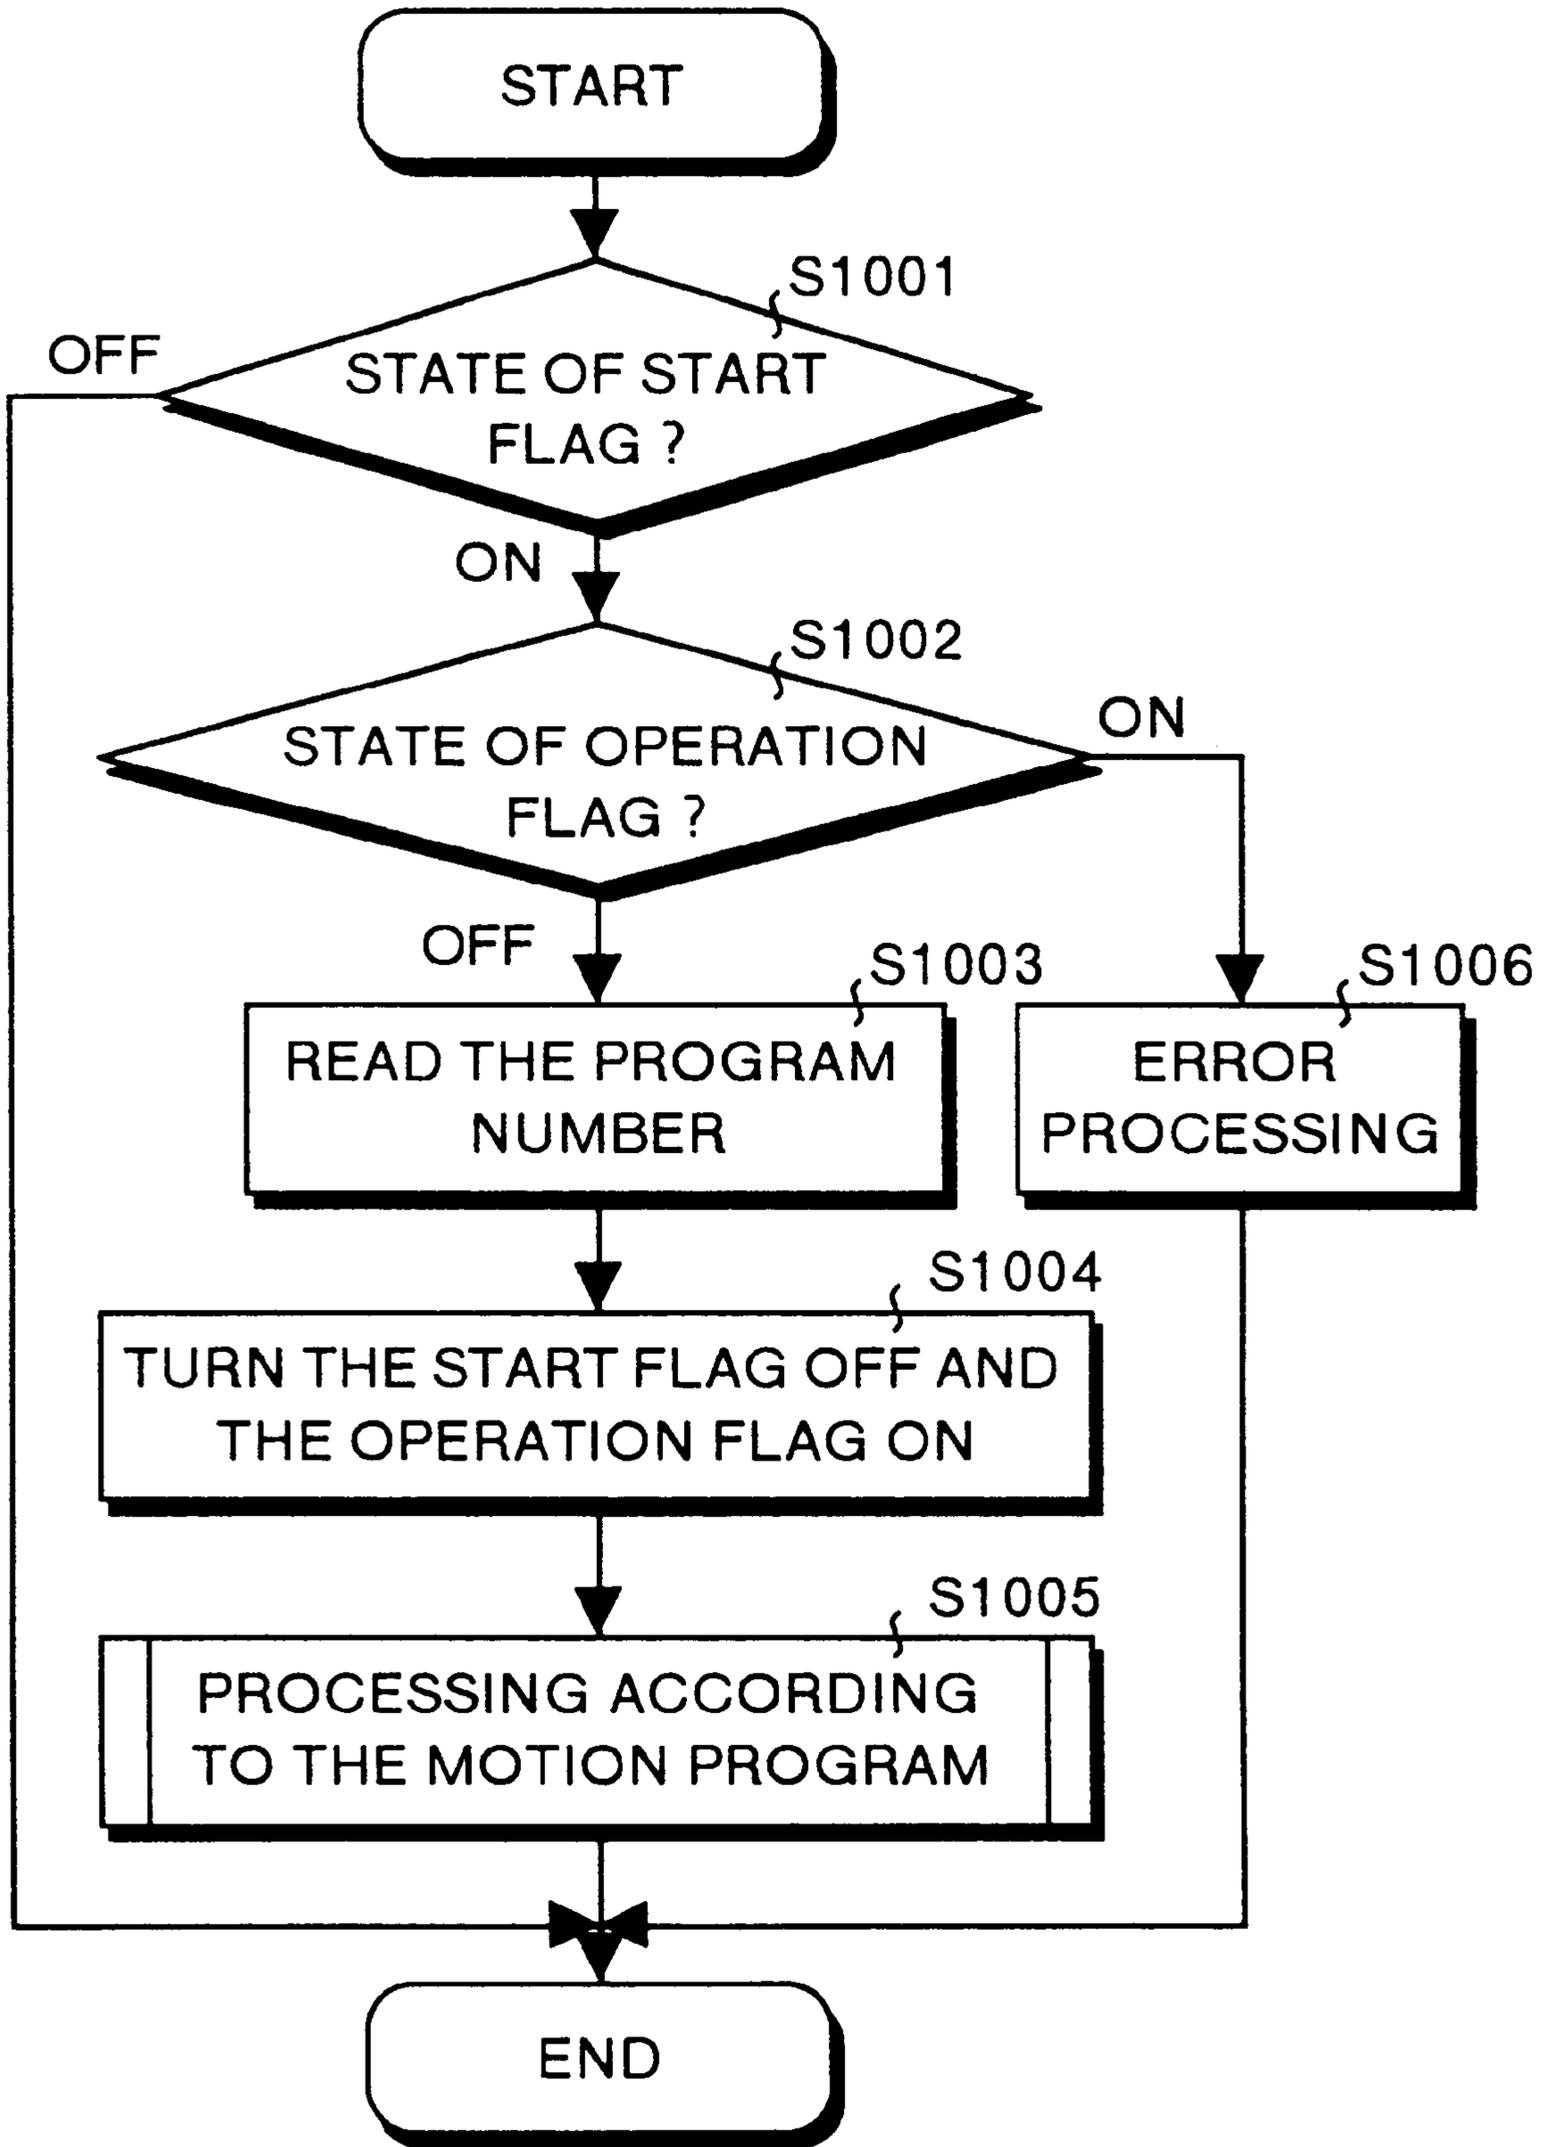 START
S1001
OFF
STATE OF START
FLAG ?
ON
S1002
ON
STATE OF OPERATION
FLAG ?
OFF
S1003
S1006
READ THE PROGRAM
NUMBER
ERROR
PROCESSING
S1004
TURN THE START FLAG OFF AND
THE OPERATION FLAG ON
S1005
PROCESSING ACCORDING
TO THE MOTION PROGRAM
END